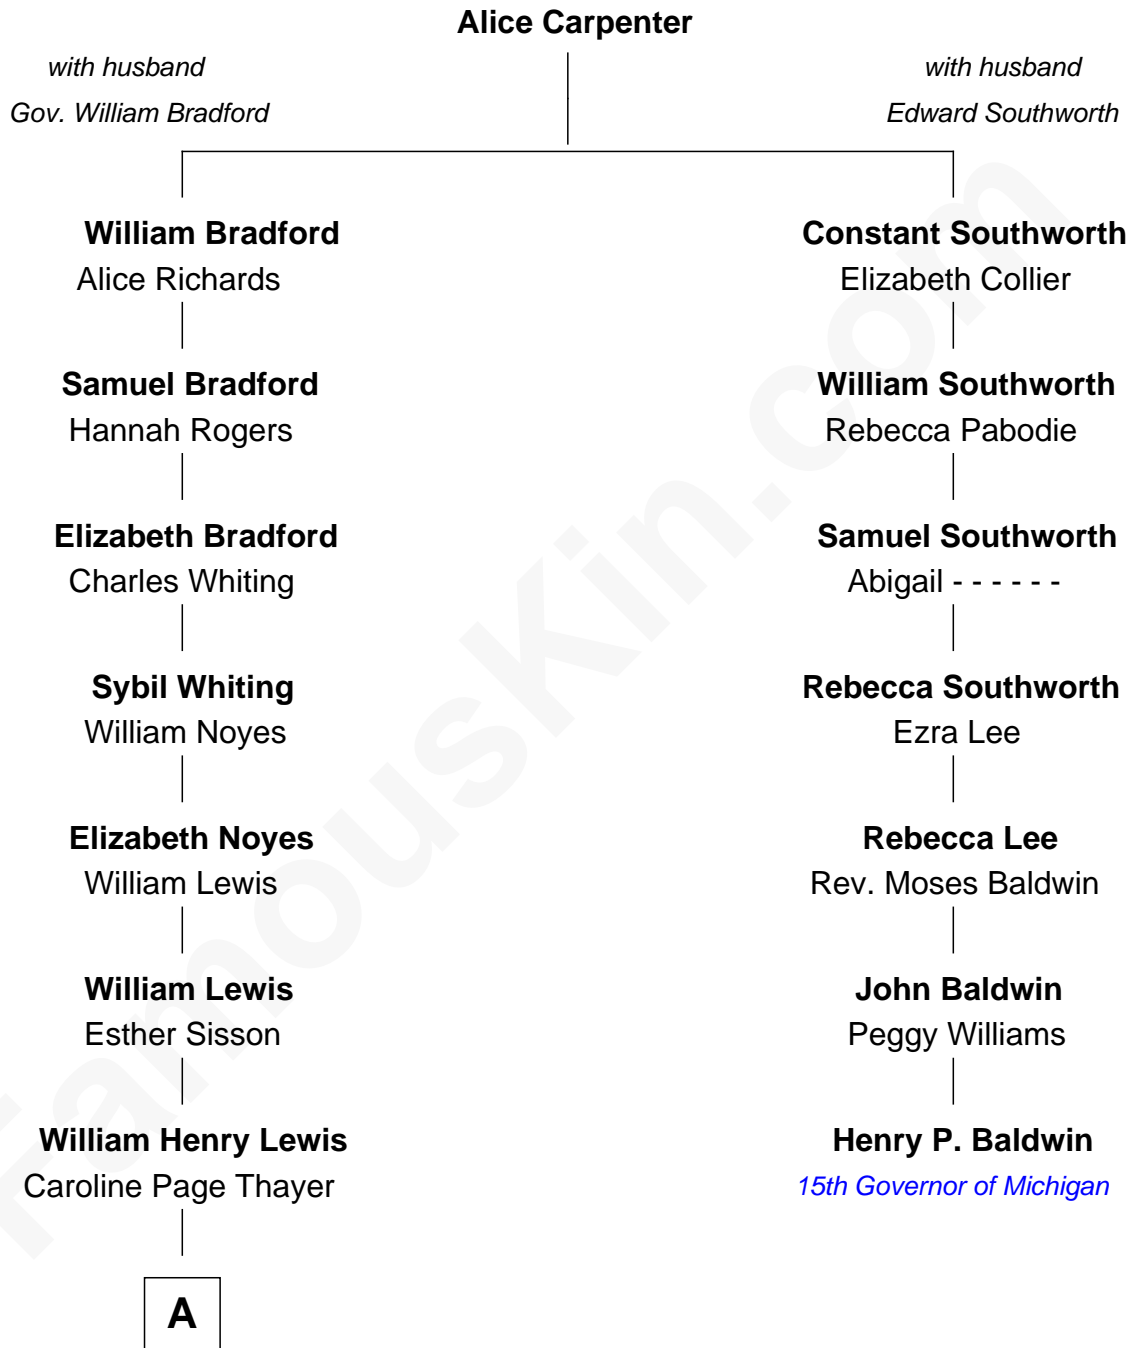 Alice Carpenter
with husband
Gov. William Bradford
with husband
Edward Southworth
William Bradford
Alice Richards
Constant Southworth
Elizabeth Collier
Samuel Bradford
Hannah Rogers
William Southworth
Rebecca Pabodie
Elizabeth Bradford
Charles Whiting
Samuel Southworth
Abigail - - - - - -
Sybil Whiting
William Noyes
Rebecca Southworth
Ezra Lee
Elizabeth Noyes
William Lewis
Rebecca Lee
Rev. Moses Baldwin
William Lewis
Esther Sisson
John Baldwin
Peggy Williams
William Henry Lewis
Caroline Page Thayer
Henry P. Baldwin
15th Governor of Michigan
A
FamousKin.com